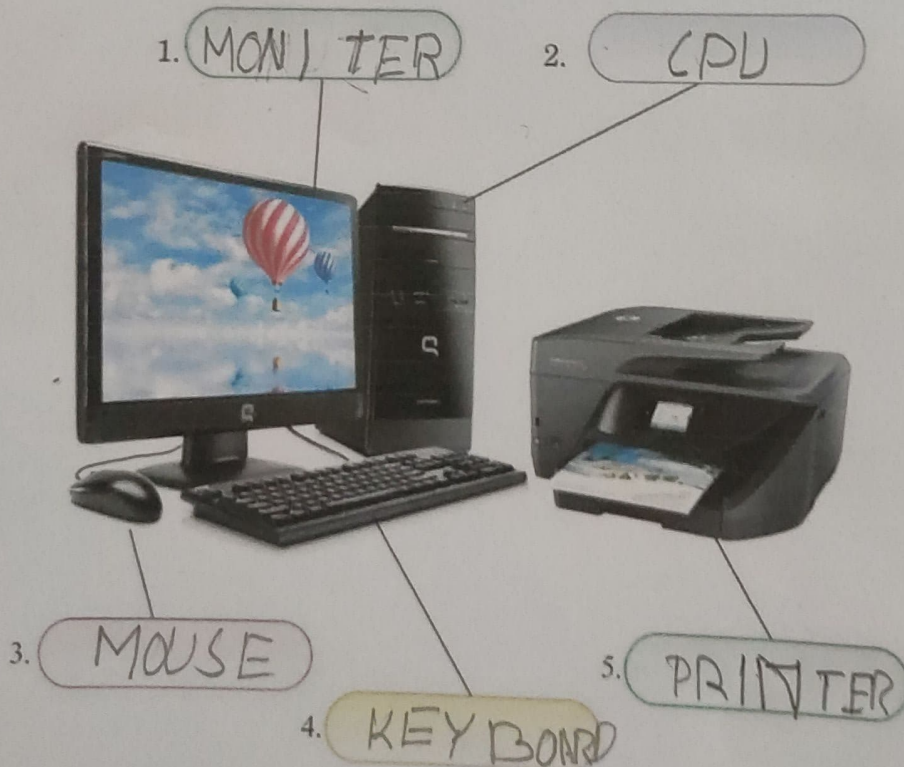 1. MONITER
2. CPU
3. MOUSE
4. KEYBOARD
5. PRINTER